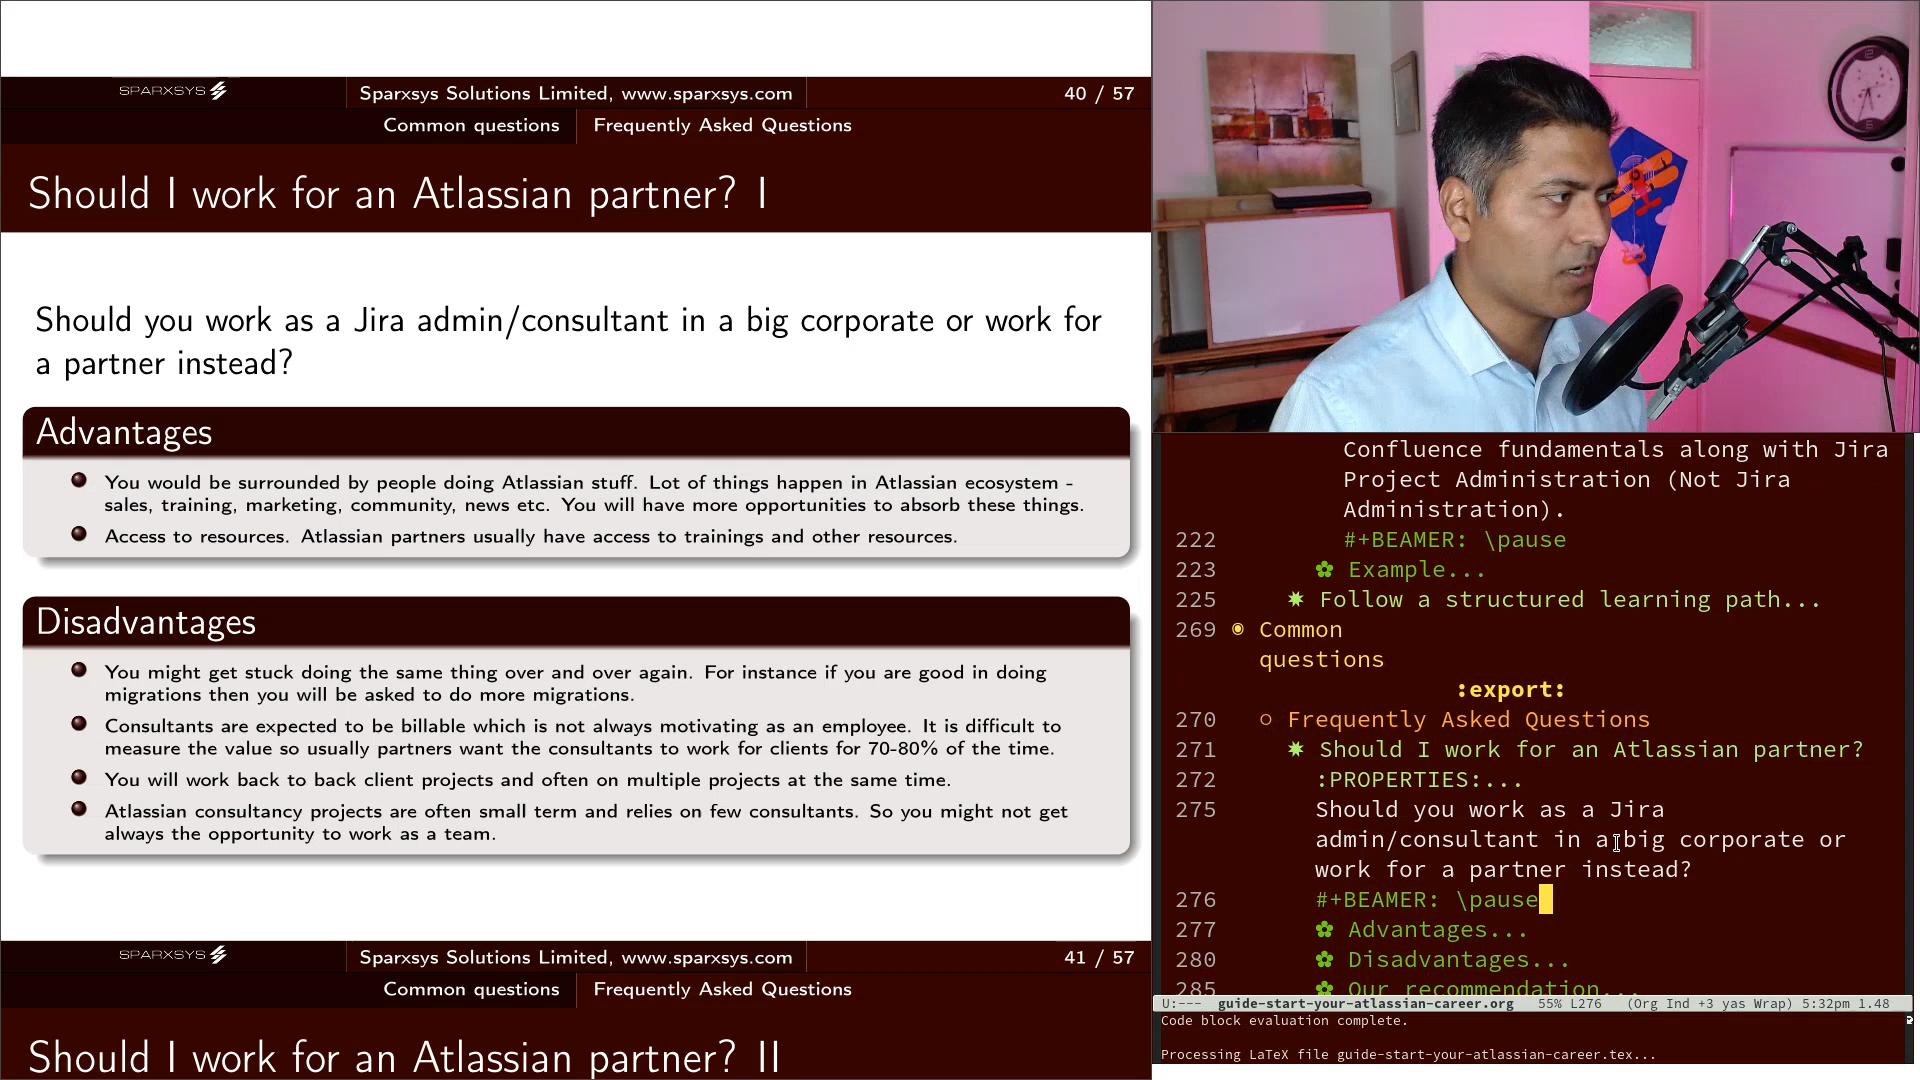 SPARXSYS
Sparxsys Solutions Limited, www.sparxsys.com
40 / 57
Common questions
Frequently Asked Questions
Should I work for an Atlassian partner? I
Should you work as a Jira admin/consultant in a big corporate or work for
a partner instead?
Advantages
You would be surrounded by people doing Atlassian stuff. Lot of things happen in Atlassian ecosystem -
sales, training, marketing, community, news etc. You will have more opportunities to absorb these things.
Access to resources. Atlassian partners usually have access to trainings and other resources.
Disadvantages
You might get stuck doing the same thing over and over again. For instance if you are good in doing
migrations then you will be asked to do more migrations.
Consultants are expected to be billable which is not always motivating as an employee. It is difficult to
measure the value so usually partners want the consultants to work for clients for 70-80% of the time.
You will work back to back client projects and often on multiple projects at the same time.
Atlassian consultancy projects are often small term and relies on few consultants. So you might not get
always the opportunity to work as a team.
SPARXSYS
Sparxsys Solutions Limited, www.sparxsys.com
41 / 57
Common questions
Frequently Asked Questions
Should I work for an Atlassian partner? II
Confluence fundamentals along with Jira
Project Administration (Not Jira
Administration).
222 #+BEAMER: \pause
223 Example...
225 Follow a structured learning path...
269 Common
questions
:export:
270 Frequently Asked Questions
271 Should I work for an Atlassian partner?
272 :PROPERTIES:...
275 Should you work as a Jira
admin/consultant in a big corporate or
work for a partner instead?
276 #+BEAMER: \pause
277 Advantages...
280 Disadvantages...
285 Our recommendation...
U:--- guide-start-your-atlassian-career.org 55% L276 (Org Ind +3 yas Wrap) 5:32pm 1.48
Code block evaluation complete.
Processing LaTeX file guide-start-your-atlassian-career.tex...